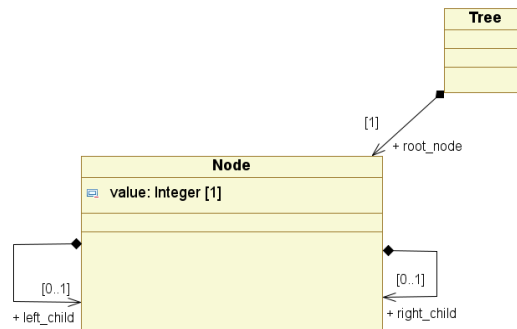 Tree
[1]
+ root_node
Node
value: Integer [1]
[0..1]
+ left_child
[0..1]
+ right_child